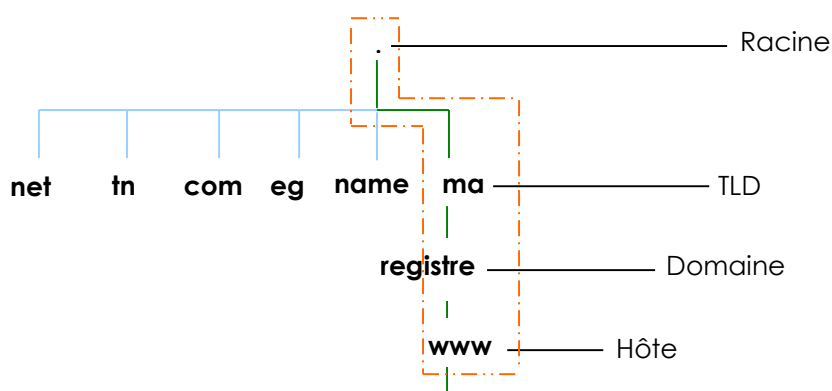 . Racine
net tn com eg name ma TLD
registre Domaine
www Hôte